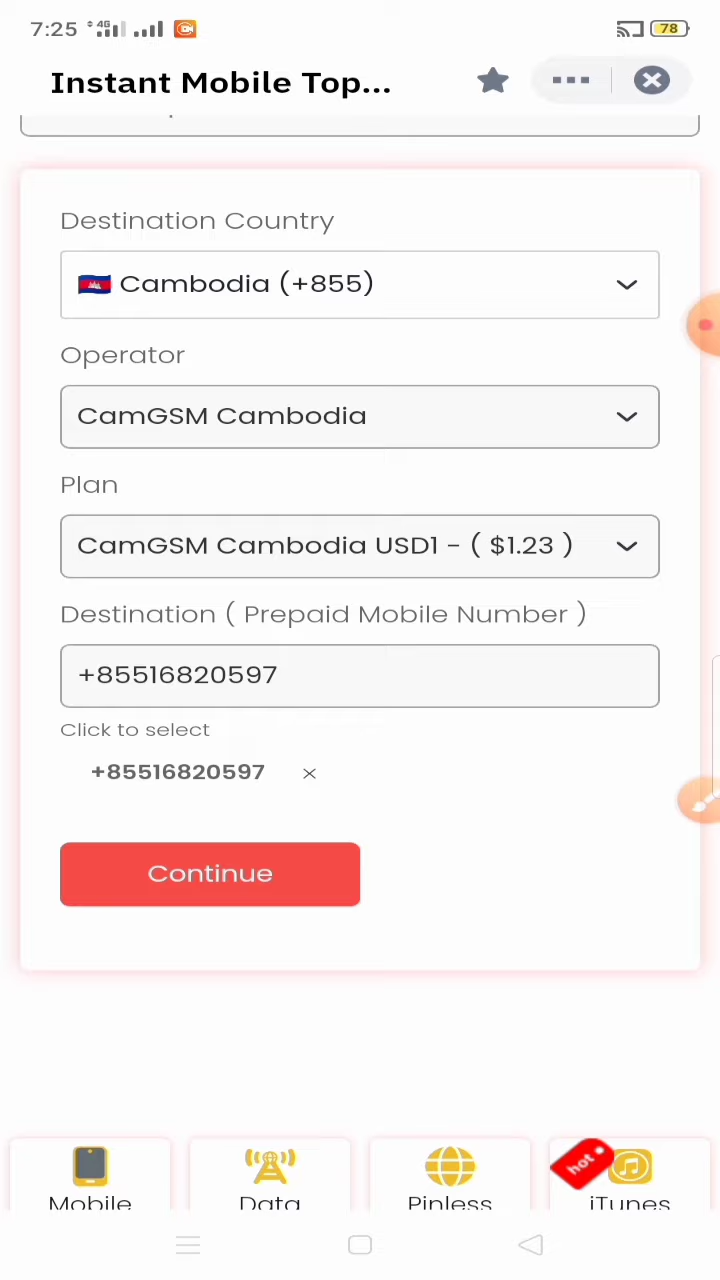 7:25 4G 78
Instant Mobile Top...
Destination Country
Cambodia (+855)
Operator
CamGSM Cambodia
Plan
CamGSM Cambodia USD1 - ( $1.23 )
Destination ( Prepaid Mobile Number )
+85516820597
Click to select
+85516820597 ×
Continue
hot
Mobile Data Pinless iTunes